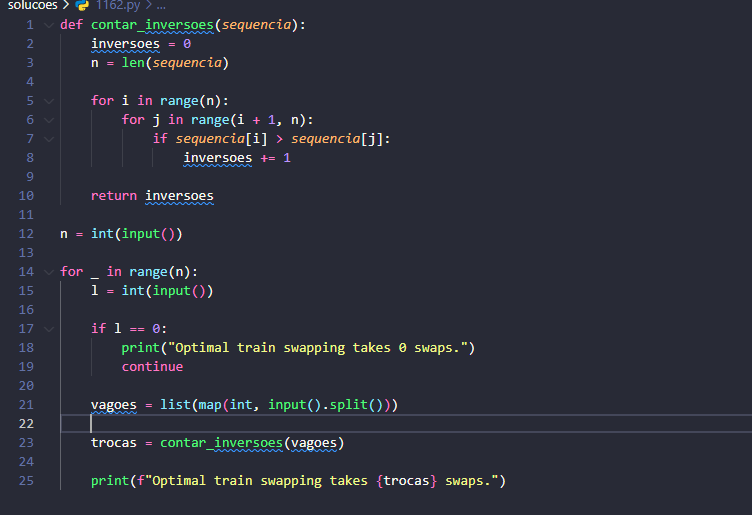 solucoes > 1162.py > ...
1 def contar_inversoes(sequencia):
2 inversoes = 0
3 n = len(sequencia)
4
5 for i in range(n):
6 for j in range(i + 1, n):
7 if sequencia[i] > sequencia[j]:
8 inversoes += 1
9
10 return inversoes
11
12 n = int(input())
13
14 for _ in range(n):
15 l = int(input())
16
17 if l == 0:
18 print("Optimal train swapping takes 0 swaps.")
19 continue
20
21 vagoes = list(map(int, input().split()))
22
23 trocas = contar_inversoes(vagoes)
24
25 print(f"Optimal train swapping takes {trocas} swaps.")